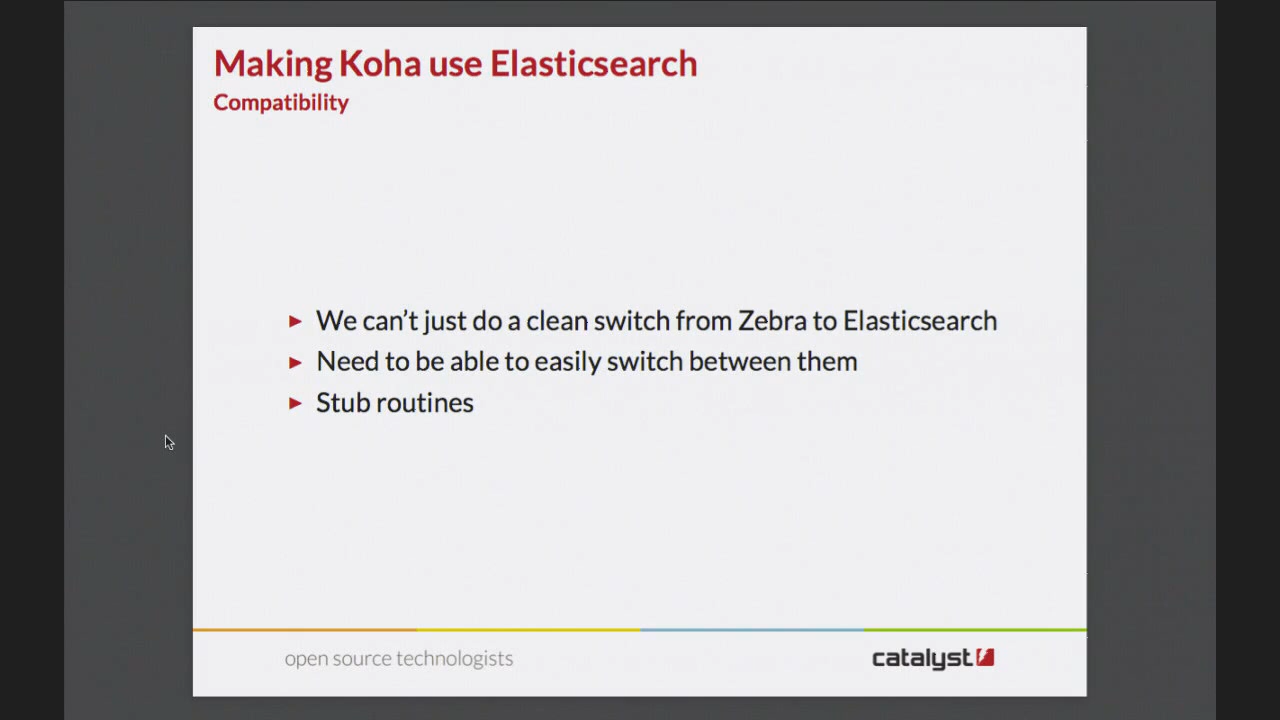 Making Koha use Elasticsearch
Compatibility
► We can't just do a clean switch from Zebra to Elasticsearch
► Need to be able to easily switch between them
► Stub routines
open source technologists
catalyst